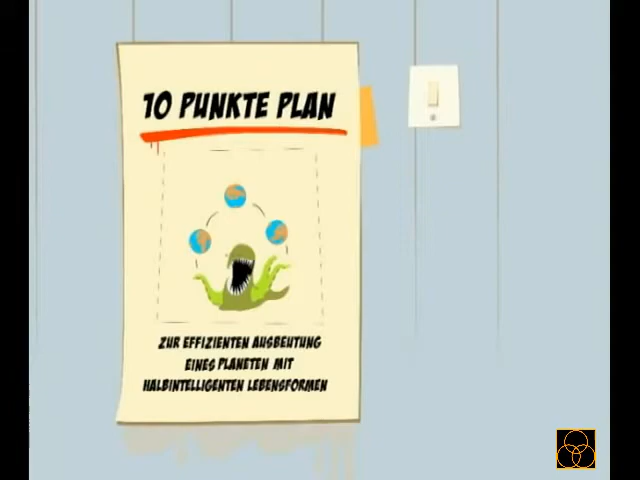 10 PUNKTE PLAN
ZUR EFFIZIENTEN AUSBEUTUNG
EINES PLANETEN MIT
HALBINTELLIGENTEN LEBENSFORMEN